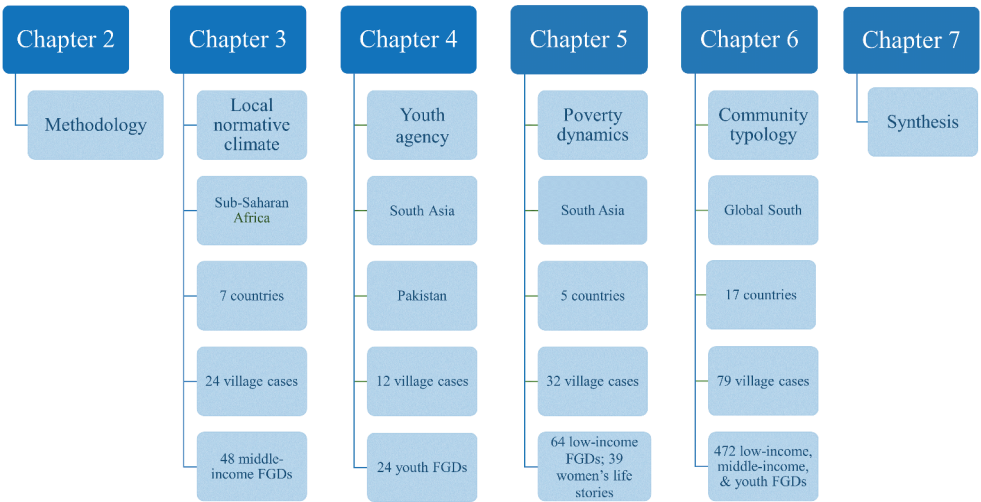 Chapter 2
Methodology
Chapter 3
Local
normative
climate
Sub-Saharan
Africa
7 countries
24 village cases
48 middle-
income FGDs
Chapter 4
Youth
agency
South Asia
Pakistan
12 village cases
24 youth FGDs
Chapter 5
Poverty
dynamics
South Asia
5 countries
32 village cases
64 low-income
FGDs; 39
women's life
stories
Chapter 6
Community
typology
Global South
17 countries
79 village cases
472 low-income,
middle-income,
& youth FGDs
Chapter 7
Synthesis